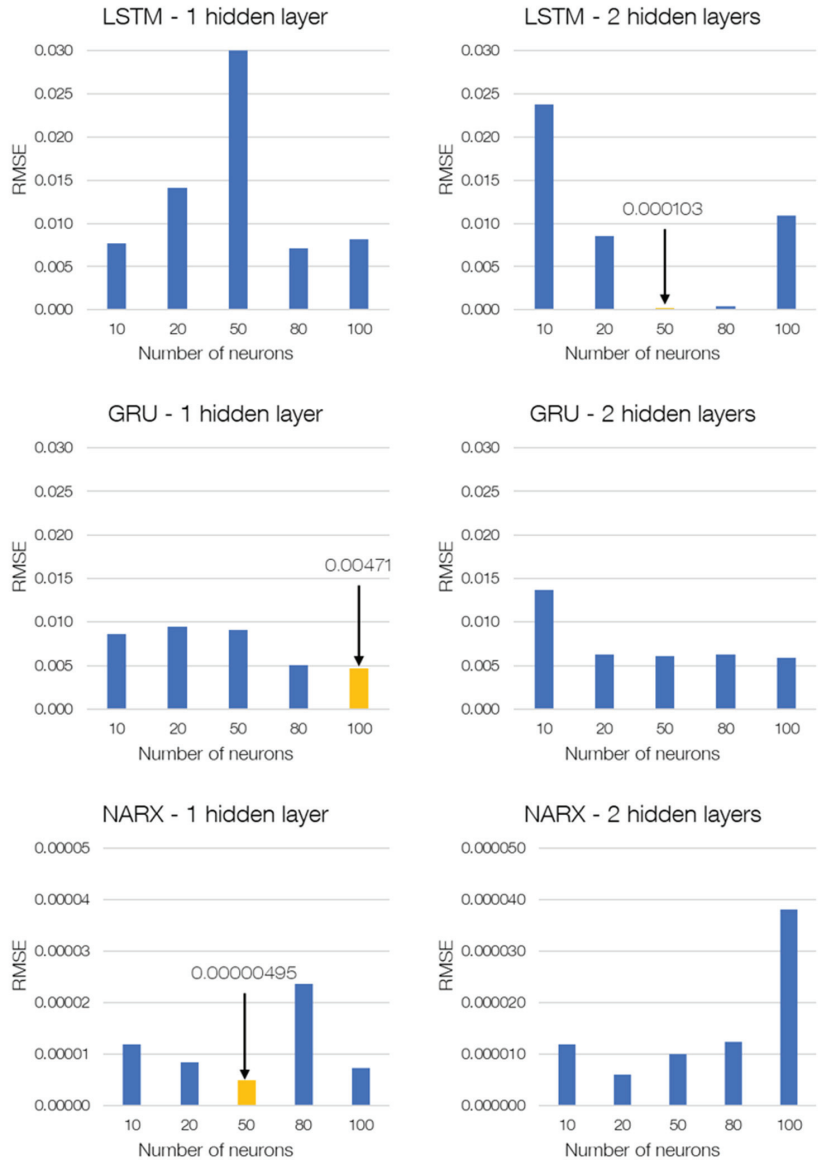 LSTM - 1 hidden layer
0.030
0.025
0.020
0.015
0.010
0.005
0.000
RMSE
10 20 50 80 100
Number of neurons
LSTM - 2 hidden layers
0.030
0.025
0.020
0.015
0.010
0.005
0.000
RMSE
0.000103
10 20 50 80 100
Number of neurons
GRU - 1 hidden layer
0.030
0.025
0.020
0.015
0.010
0.005
0.000
RMSE
0.00471
10 20 50 80 100
Number of neurons
GRU - 2 hidden layers
0.030
0.025
0.020
0.015
0.010
0.005
0.000
RMSE
10 20 50 80 100
Number of neurons
NARX - 1 hidden layer
0.00005
0.00004
0.00003
0.00002
0.00001
0.00000
RMSE
0.00000495
10 20 50 80 100
Number of neurons
NARX - 2 hidden layers
0.000050
0.000040
0.000030
0.000020
0.000010
0.000000
RMSE
10 20 50 80 100
Number of neurons